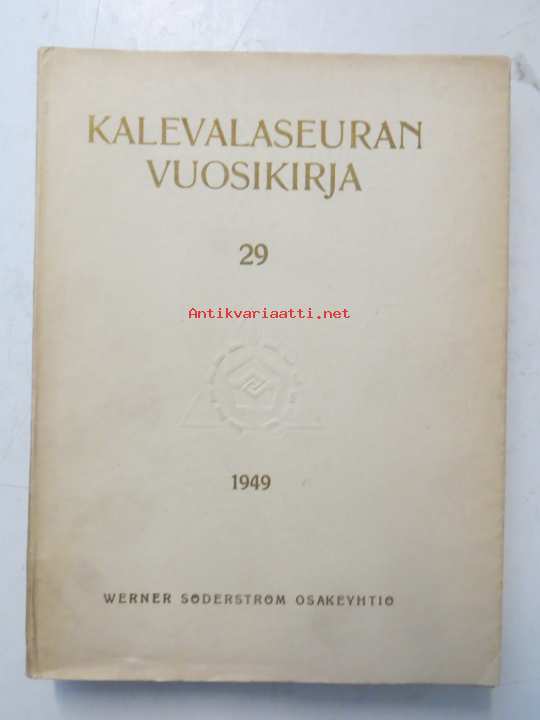 KALEVALASEURAN
VUOSIKIRJA
29
Antikvariaatti.net
1949
WERNER SÖDERSTRÖM OSAKEYHTIÖ